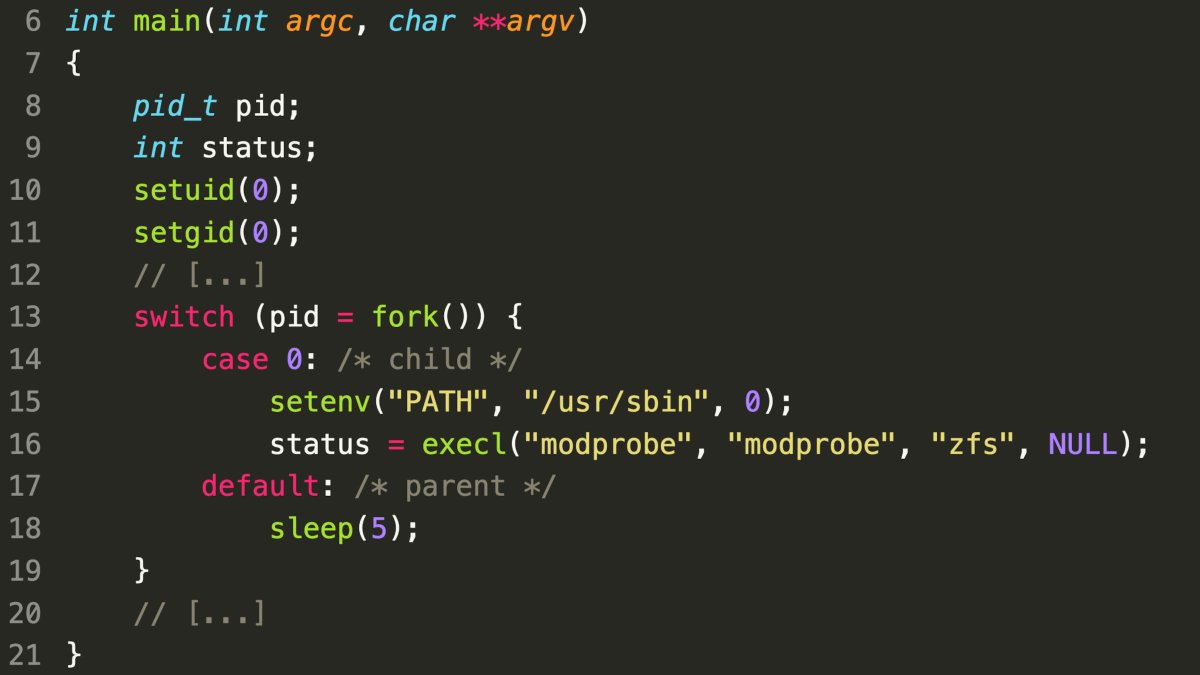 6 int main(int argc, char **argv)
7 {
8     pid_t pid;
9     int status;
10     setuid(0);
11     setgid(0);
12     // [...]
13     switch (pid = fork()) {
14         case 0: /* child */
15             setenv("PATH", "/usr/sbin", 0);
16             status = execl("modprobe", "modprobe", "zfs", NULL);
17         default: /* parent */
18             sleep(5);
19     }
20     // [...]
21 }